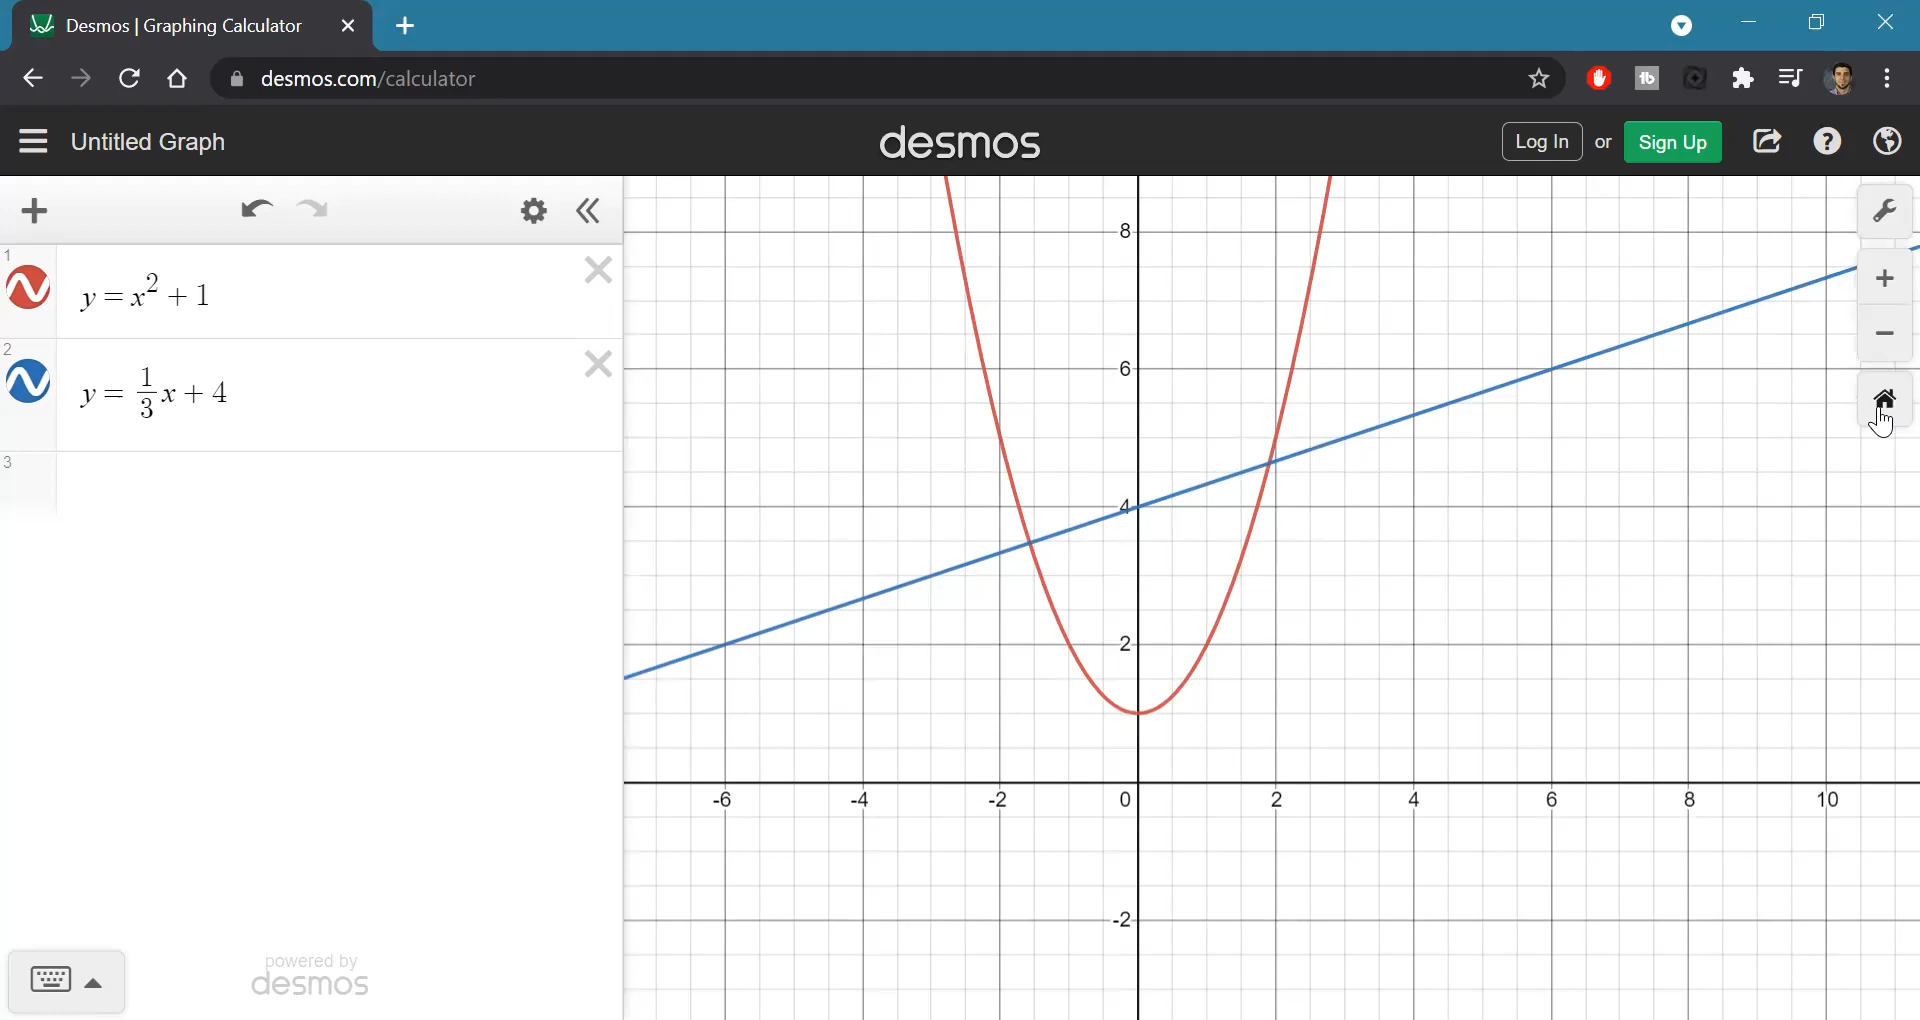 Desmos | Graphing Calculator
desmos.com/calculator
Untitled Graph
desmos
Log In or Sign Up
1
y = x² + 1
2
y = 1/3 x + 4
3
8
6
4
2
-6 -4 -2 0 2 4 6 8 10
-2
powered by
desmos